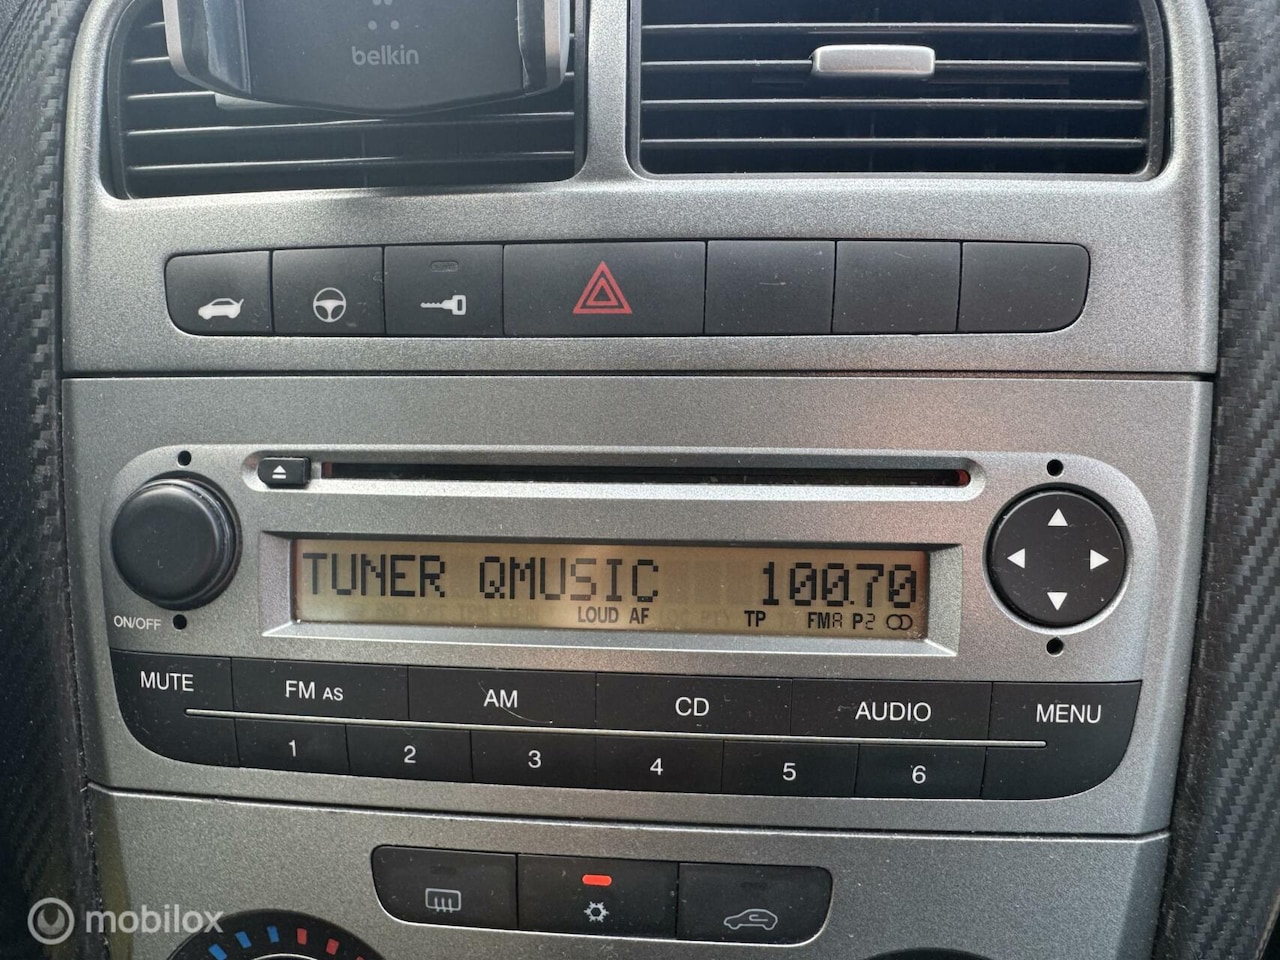 belkin
TUNER QMUSIC 100.70
LOUD AF TP FMA P2
ON/OFF
MUTE FM AS AM CD AUDIO MENU
1 2 3 4 5 6
mobilox